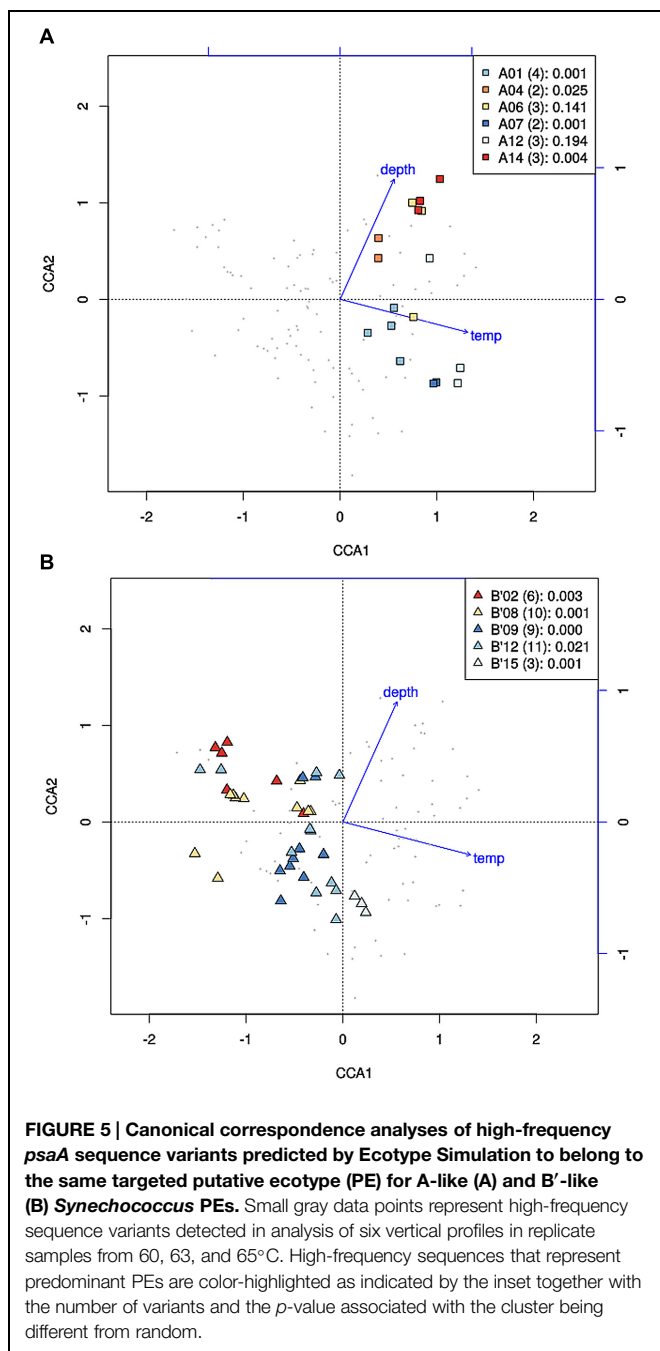 A
A01 (4): 0.001
A04 (2): 0.025
A06 (3): 0.141
A07 (2): 0.001
A12 (3): 0.194
A14 (3): 0.004
depth
temp
CCA2
2
1
0
-1
1
0
-1
-2 -1 0 1 2
CCA1
B
B'02 (6): 0.003
B'08 (10): 0.001
B'09 (9): 0.000
B'12 (11): 0.021
B'15 (3): 0.001
depth
temp
CCA2
2
1
0
-1
1
0
-1
-2 -1 0 1 2
CCA1
FIGURE 5 | Canonical correspondence analyses of high-frequency
psaA sequence variants predicted by Ecotype Simulation to belong to
the same targeted putative ecotype (PE) for A-like (A) and B′-like
(B) Synechococcus PEs. Small gray data points represent high-frequency
sequence variants detected in analysis of six vertical profiles in replicate
samples from 60, 63, and 65°C. High-frequency sequences that represent
predominant PEs are color-highlighted as indicated by the inset together with
the number of variants and the p-value associated with the cluster being
different from random.